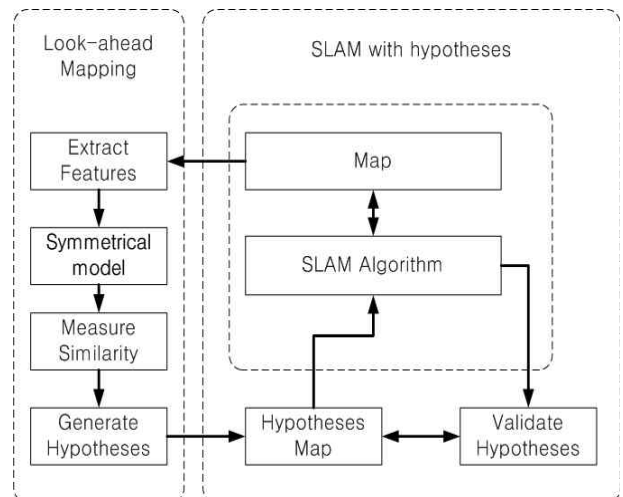 Look-ahead
Mapping
Extract
Features
Symmetrical
model
Measure
Similarity
Generate
Hypotheses
SLAM with hypotheses
Map
SLAM Algorithm
Hypotheses
Map
Validate
Hypotheses